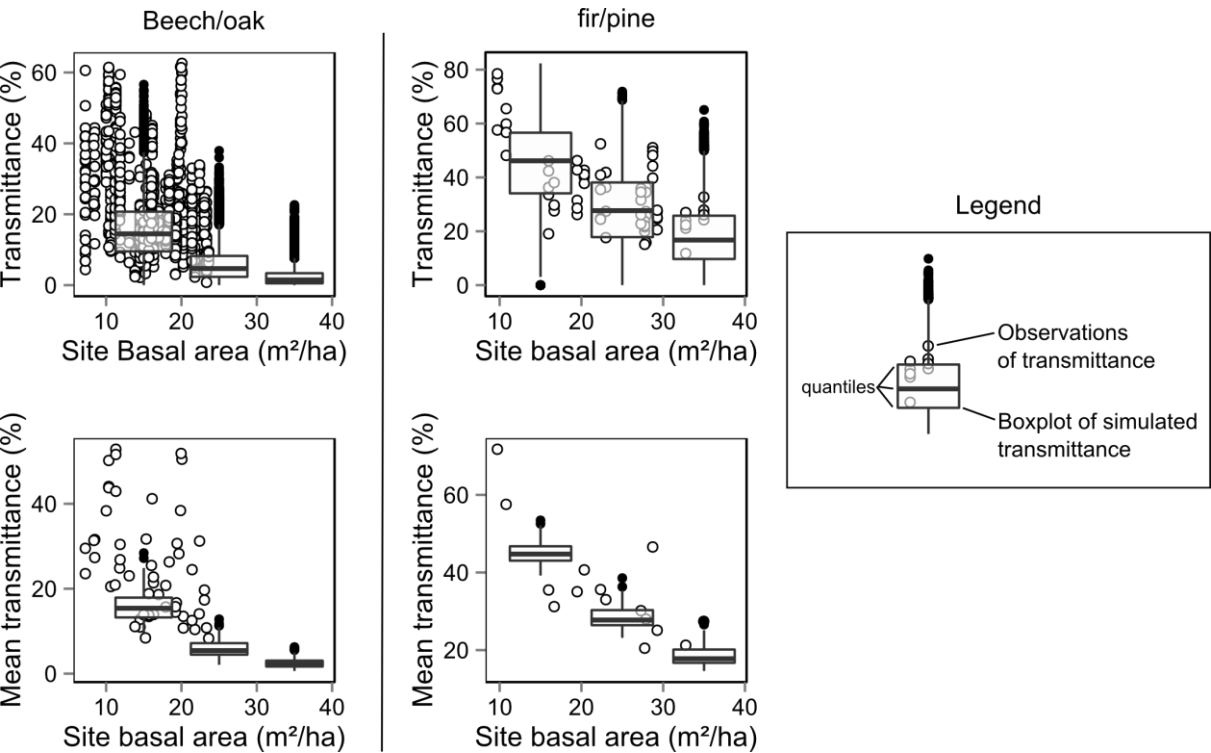 Beech/oak
fir/pine
Transmittance (%)
60
40
20
0
10 20 30 40
Site Basal area (m²/ha)
Transmittance (%)
80
60
40
20
0
10 20 30 40
Site basal area (m²/ha)
Legend
Observations
of transmittance
quantiles
Boxplot of simulated
transmittance
Mean transmittance (%)
40
20
0
10 20 30 40
Site basal area (m²/ha)
Mean transmittance (%)
60
40
20
10 20 30 40
Site basal area (m²/ha)